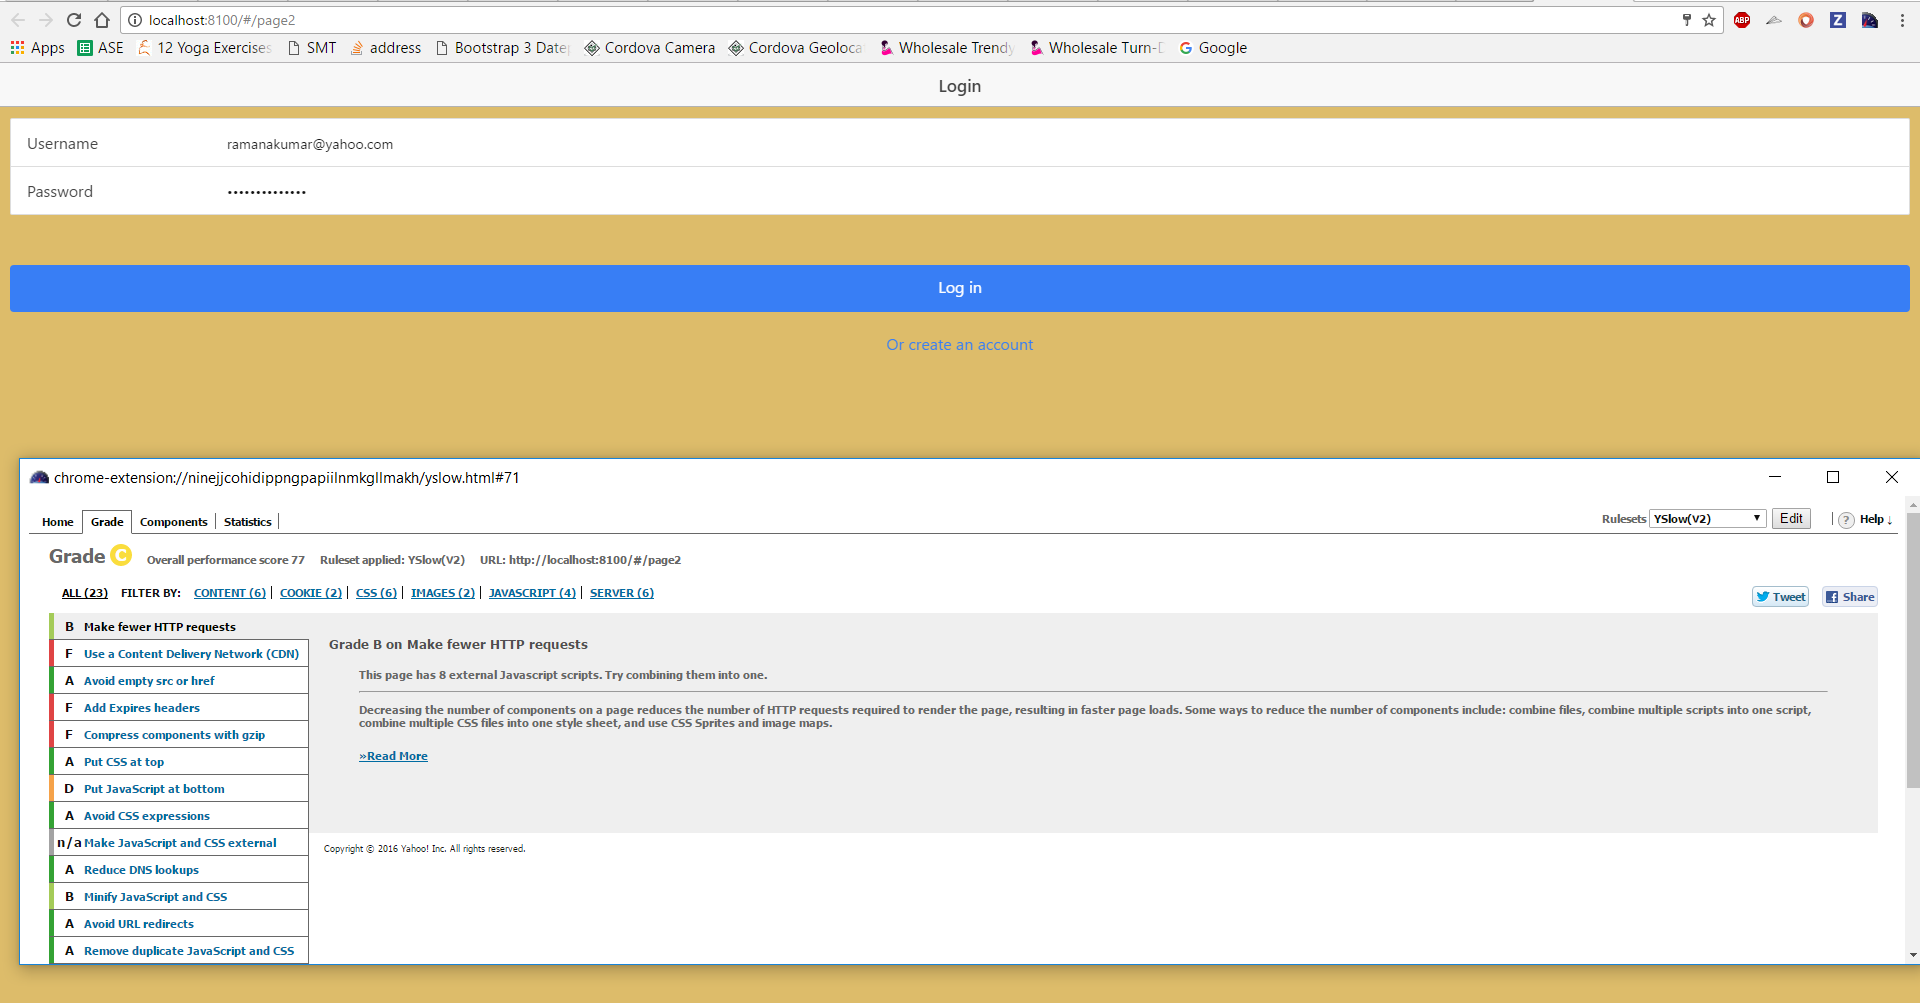 localhost:8100/#/page2
Apps ASE 12 Yoga Exercises SMT address Bootstrap 3 Date Cordova Camera Cordova Geoloca Wholesale Trendy Wholesale Turn-D Google
Login
Username ramanakumar@yahoo.com
Password ••••••••••••••
Log in
Or create an account
chrome-extension://ninejjcohidippngpapiilnmkgllmakh/yslow.html#71
Home Grade Components Statistics Rulesets YSlow(V2) Edit ? Help ↓
Grade C Overall performance score 77 Ruleset applied: YSlow(V2) URL: http://localhost:8100/#/page2
ALL (23) FILTER BY: CONTENT (6) COOKIE (2) CSS (6) IMAGES (2) JAVASCRIPT (4) SERVER (6) Tweet Share
B Make fewer HTTP requests
F Use a Content Delivery Network (CDN)
A Avoid empty src or href
F Add Expires headers
F Compress components with gzip
A Put CSS at top
D Put JavaScript at bottom
A Avoid CSS expressions
n/a Make JavaScript and CSS external
A Reduce DNS lookups
B Minify JavaScript and CSS
A Avoid URL redirects
A Remove duplicate JavaScript and CSS
Grade B on Make fewer HTTP requests
This page has 8 external Javascript scripts. Try combining them into one.
Decreasing the number of components on a page reduces the number of HTTP requests required to render the page, resulting in faster page loads. Some ways to reduce the number of components include: combine files, combine multiple scripts into one script,
combine multiple CSS files into one style sheet, and use CSS Sprites and image maps.
»Read More
Copyright © 2016 Yahoo! Inc. All rights reserved.